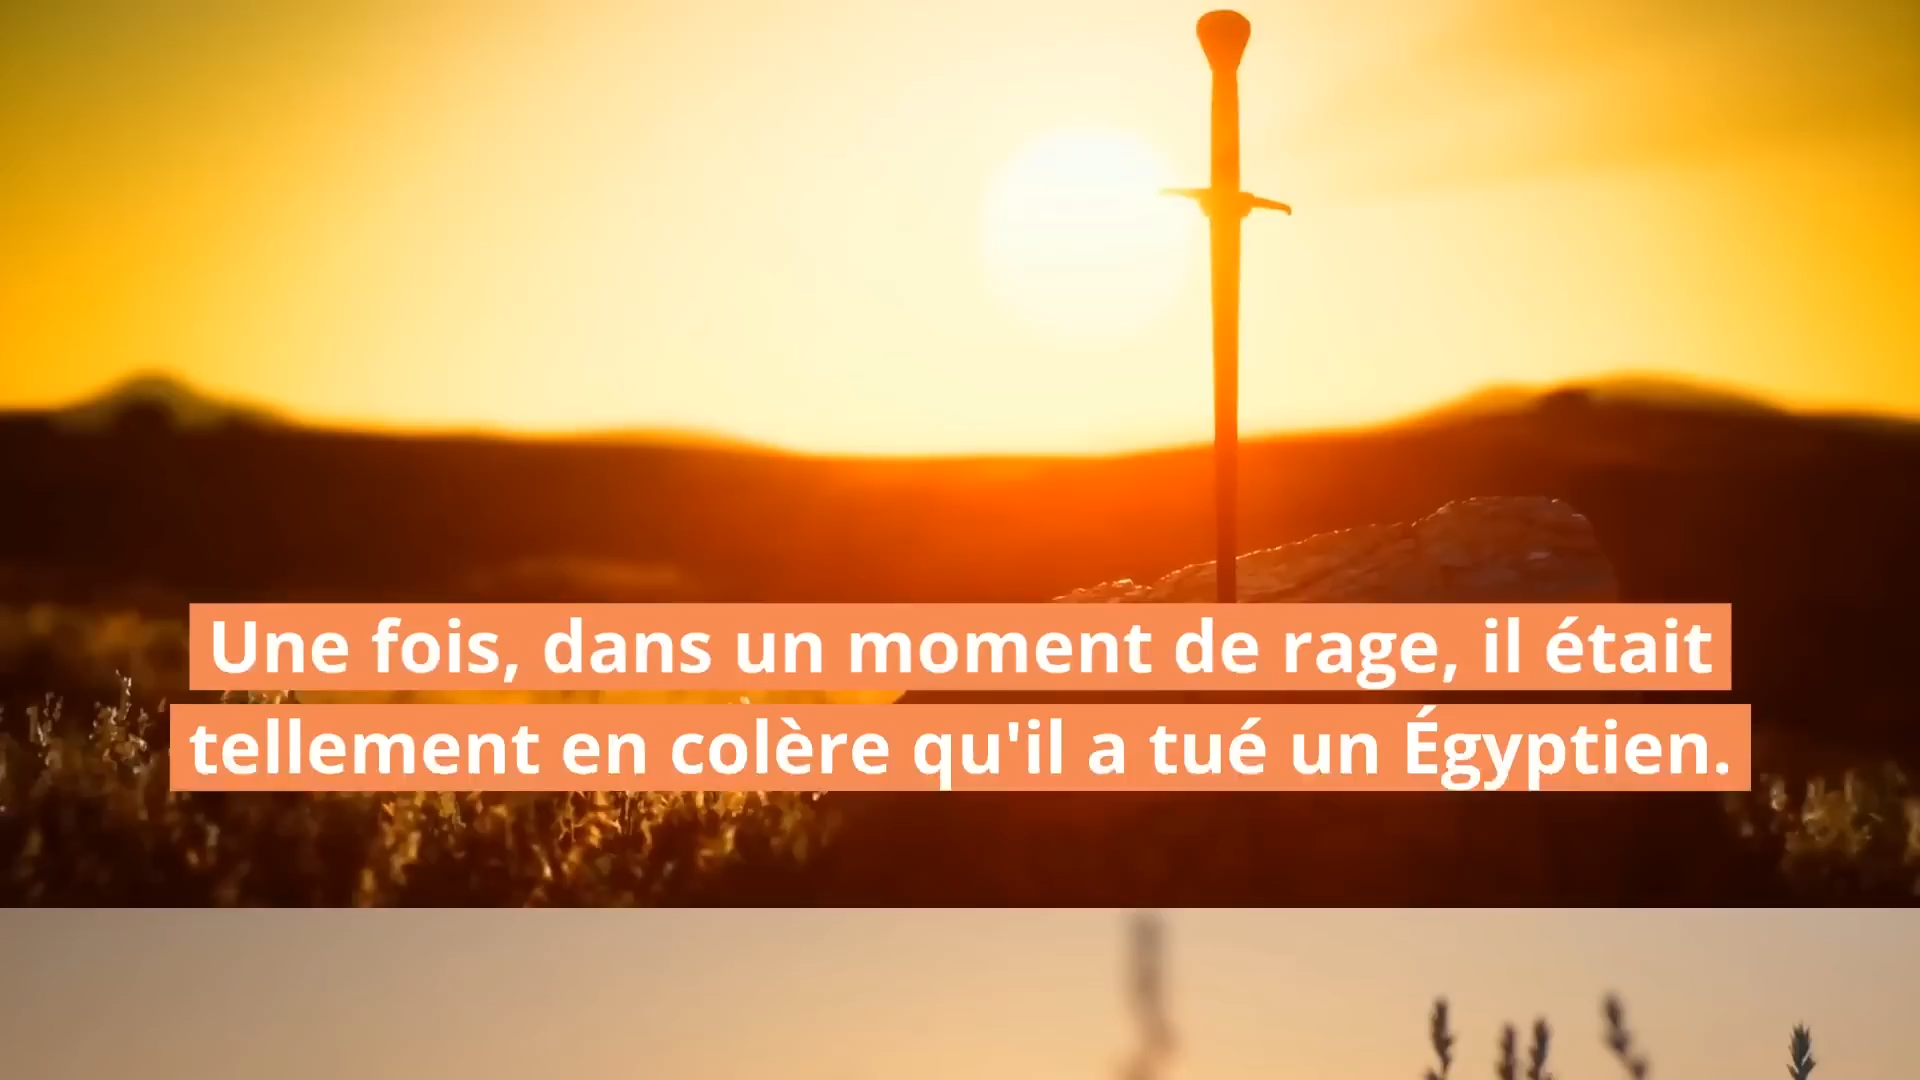 Une fois, dans un moment de rage, il était
tellement en colère qu'il a tué un Égyptien.